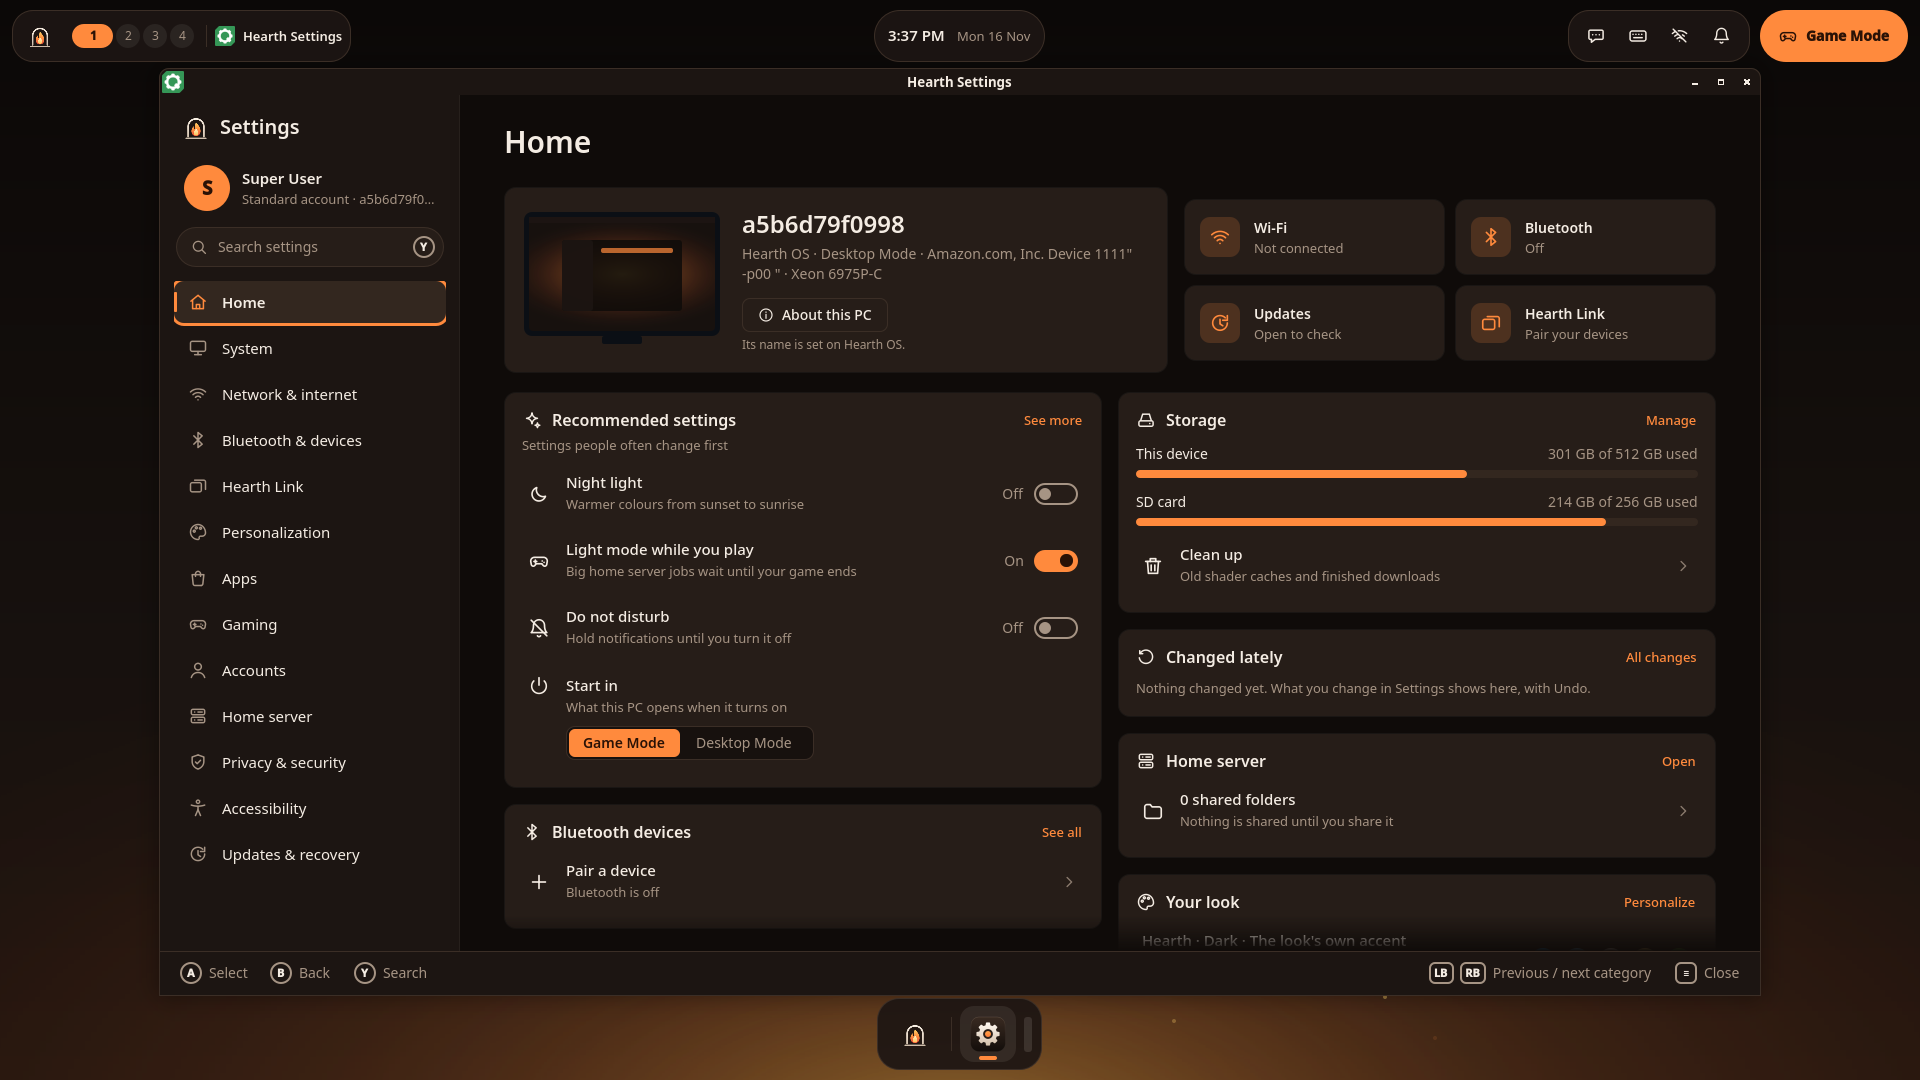 1 2 3 4 Hearth Settings
3:37 PM Mon 16 Nov
Game Mode
Hearth Settings
Settings
S
Super User
Standard account · a5b6d79f0...
Search settings Y
Home
System
Network & internet
Bluetooth & devices
Hearth Link
Personalization
Apps
Gaming
Accounts
Home server
Privacy & security
Accessibility
Updates & recovery
Home
a5b6d79f0998
Hearth OS · Desktop Mode · Amazon.com, Inc. Device 1111"
-p00 " · Xeon 6975P-C
About this PC
Its name is set on Hearth OS.
Wi-Fi
Not connected
Bluetooth
Off
Updates
Open to check
Hearth Link
Pair your devices
Recommended settings See more
Settings people often change first
Night light
Warmer colours from sunset to sunrise
Off
Light mode while you play
Big home server jobs wait until your game ends
On
Do not disturb
Hold notifications until you turn it off
Off
Start in
What this PC opens when it turns on
Game Mode Desktop Mode
Bluetooth devices See all
Pair a device
Bluetooth is off
Storage Manage
This device 301 GB of 512 GB used
SD card 214 GB of 256 GB used
Clean up
Old shader caches and finished downloads
Changed lately All changes
Nothing changed yet. What you change in Settings shows here, with Undo.
Home server Open
0 shared folders
Nothing is shared until you share it
Your look Personalize
Hearth · Dark · The look's own accent
A Select B Back Y Search
LB RB Previous / next category ≡ Close